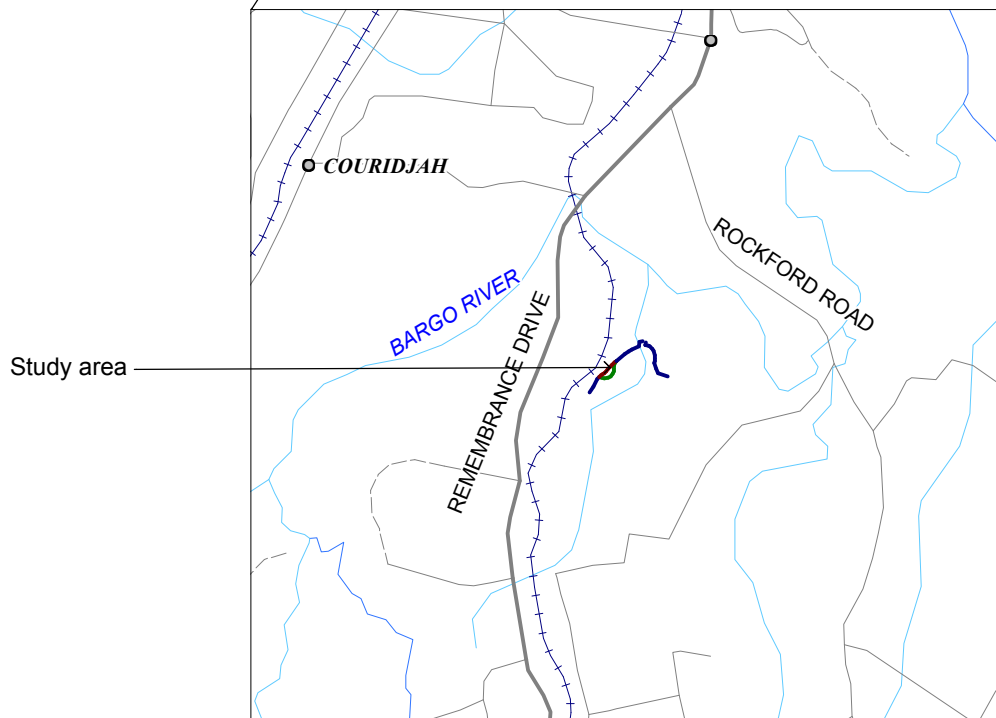 COURIDJAH
ROCKFORD ROAD
BARGO RIVER
REMEMBRANCE DRIVE
Study area